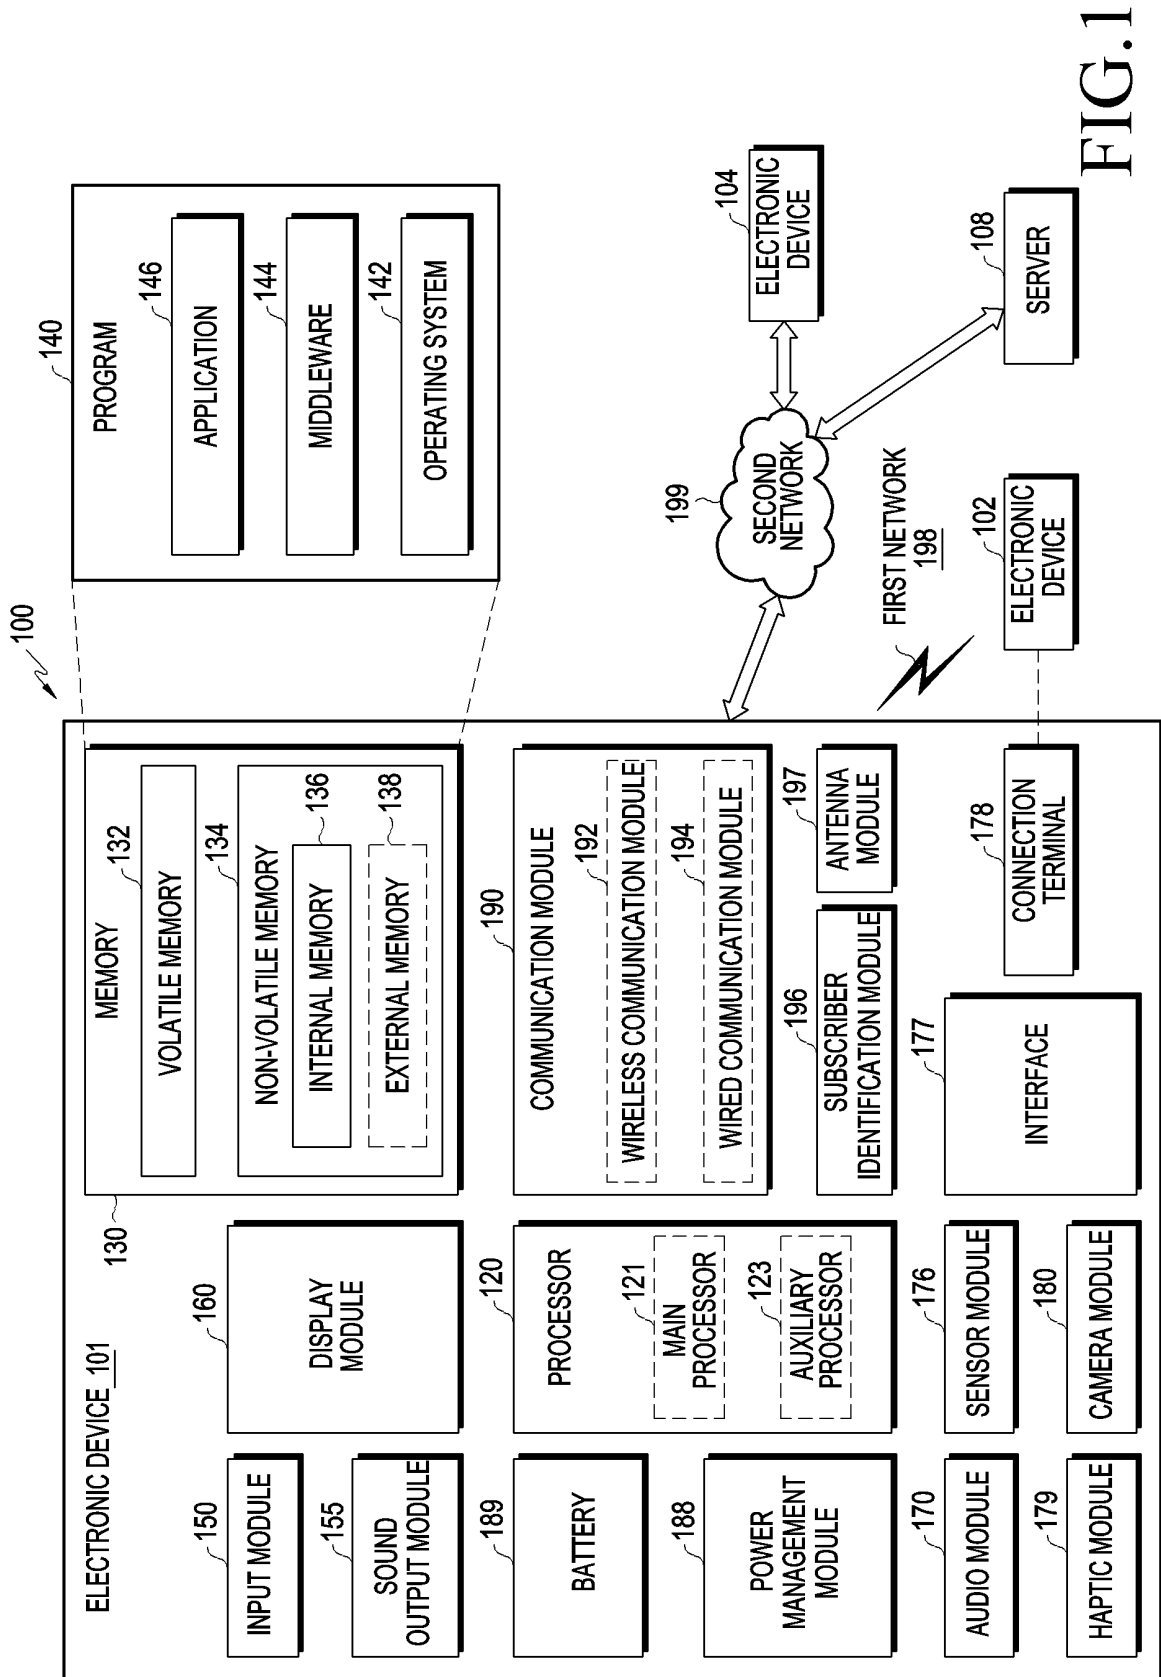 100
ELECTRONIC DEVICE 101
INPUT MODULE
150
SOUND
OUTPUT MODULE
155
BATTERY
189
POWER
MANAGEMENT
MODULE
188
AUDIO MODULE
170
HAPTIC MODULE
179
DISPLAY
MODULE
160
PROCESSOR
120
MAIN
PROCESSOR
121
AUXILIARY
PROCESSOR
123
SENSOR MODULE
176
CAMERA MODULE
180
130
MEMORY
VOLATILE MEMORY
132
NON-VOLATILE MEMORY
134
INTERNAL MEMORY
136
EXTERNAL MEMORY
138
190
COMMUNICATION MODULE
192
WIRELESS COMMUNICATION MODULE
194
WIRED COMMUNICATION MODULE
196
SUBSCRIBER
IDENTIFICATION MODULE
197
ANTENNA
MODULE
177
INTERFACE
178
CONNECTION
TERMINAL
140
PROGRAM
146
APPLICATION
144
MIDDLEWARE
142
OPERATING SYSTEM
199
SECOND
NETWORK
104
ELECTRONIC
DEVICE
108
SERVER
FIRST NETWORK
198
102
ELECTRONIC
DEVICE
FIG.1